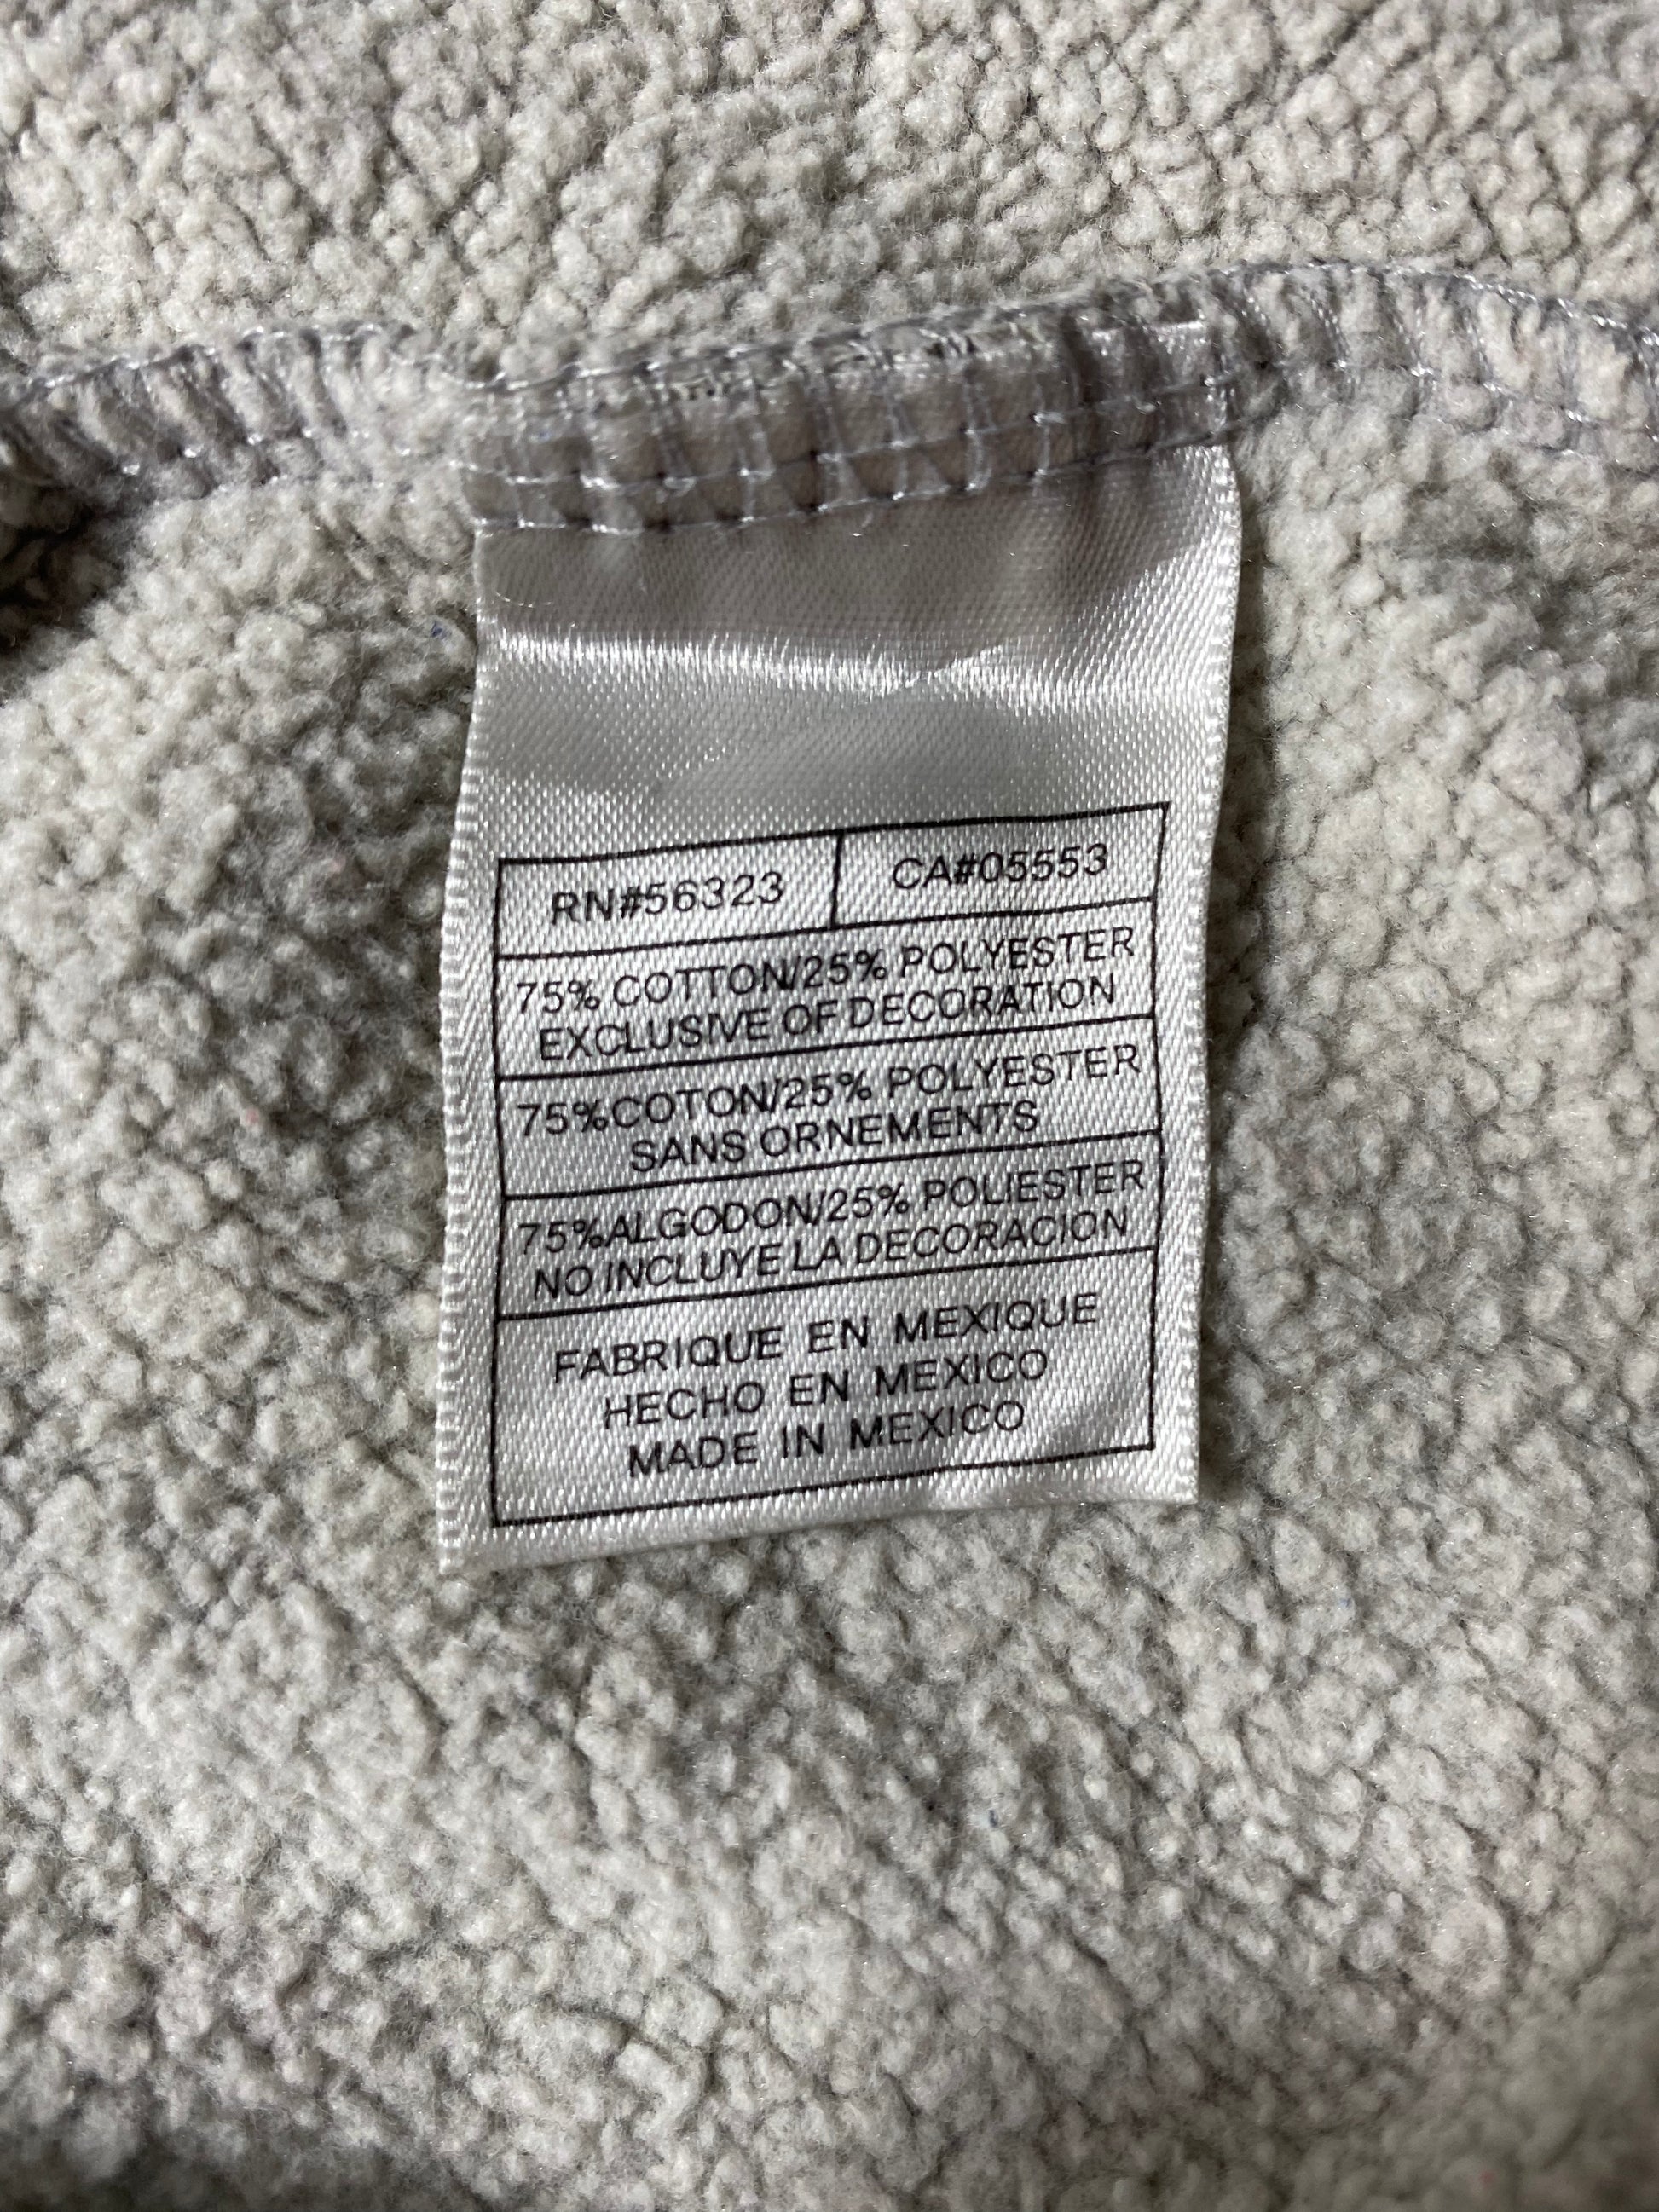 RN#56323 CA#05553
75% COTTON/25% POLYESTER
EXCLUSIVE OF DECORATION
75%COTON/25% POLYESTER
SANS ORNEMENTS
75%ALGODON/25% POLIESTER
NO INCLUYE LA DECORACION
FABRIQUE EN MEXIQUE
HECHO EN MEXICO
MADE IN MEXICO